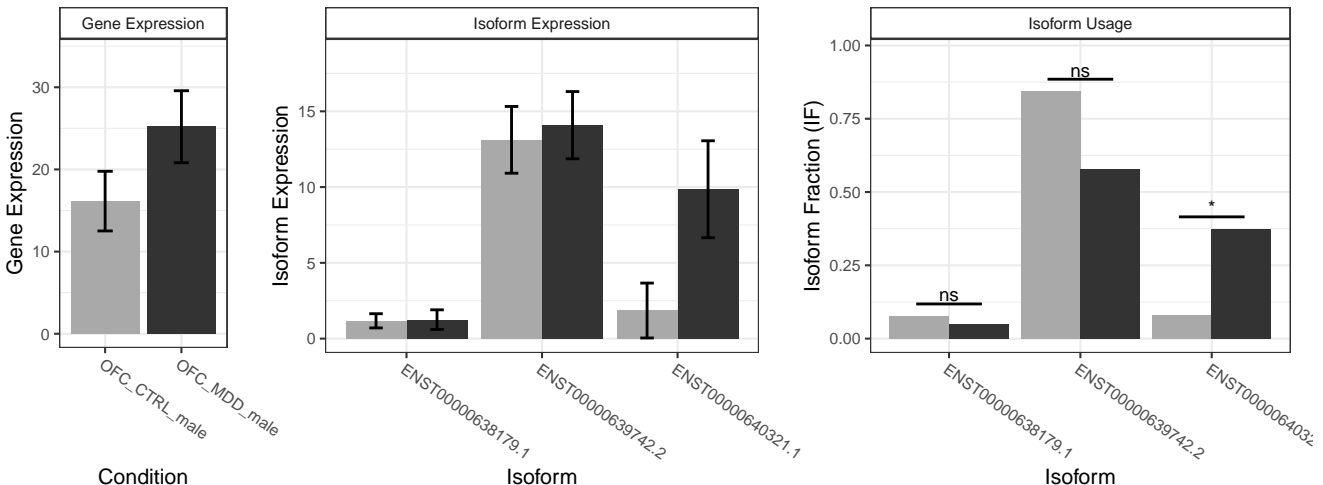 Gene Expression
Gene Expression
30
20
10
0
OFC_CTRL_male
OFC_MDD_male
Condition
Isoform Expression
Isoform Expression
15
10
5
0
ENST00000638179.1
ENST00000639742.2
ENST00000640321.1
Isoform
Isoform Usage
Isoform Fraction (IF)
1.00
0.75
0.50
0.25
0.00
ns
ns
*
ENST00000638179.1
ENST00000639742.2
Isoform